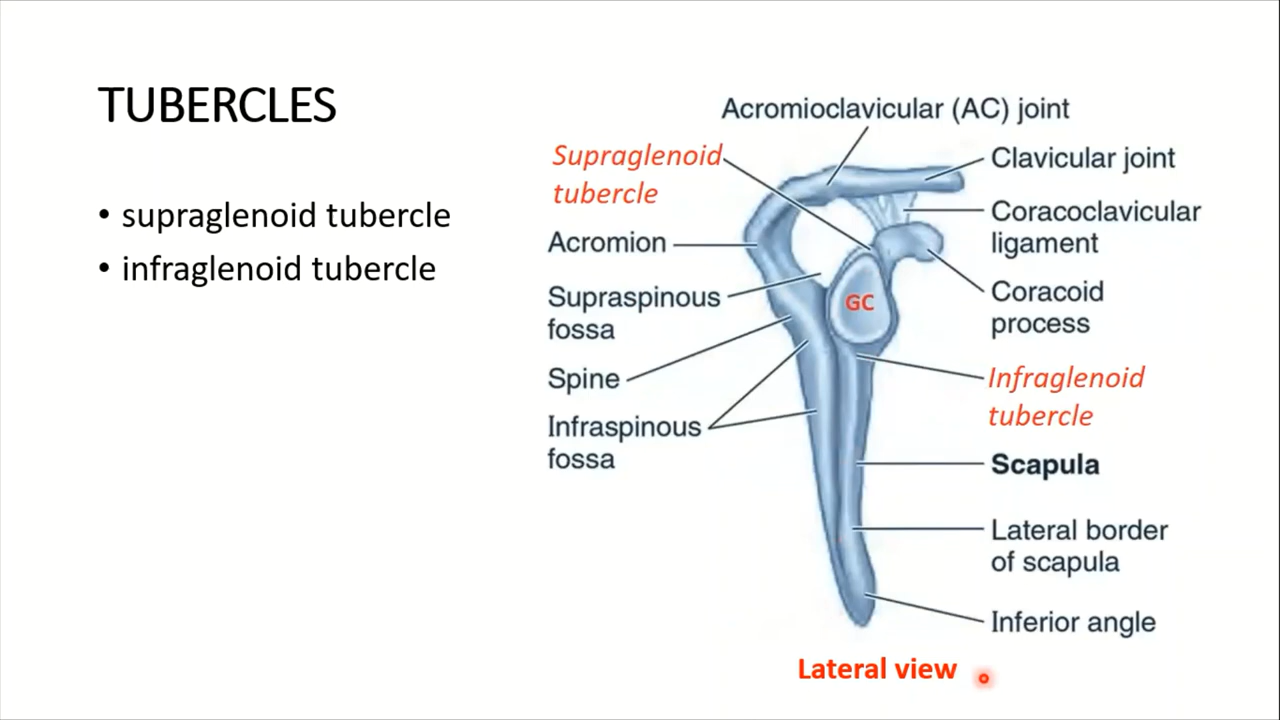 TUBERCLES
• supraglenoid tubercle
• infraglenoid tubercle
Acromioclavicular (AC) joint
Supraglenoid
tubercle
Acromion
Supraspinous
fossa
Spine
Infraspinous
fossa
GC
Clavicular joint
Coracoclavicular
ligament
Coracoid
process
Infraglenoid
tubercle
Scapula
Lateral border
of scapula
Inferior angle
Lateral view